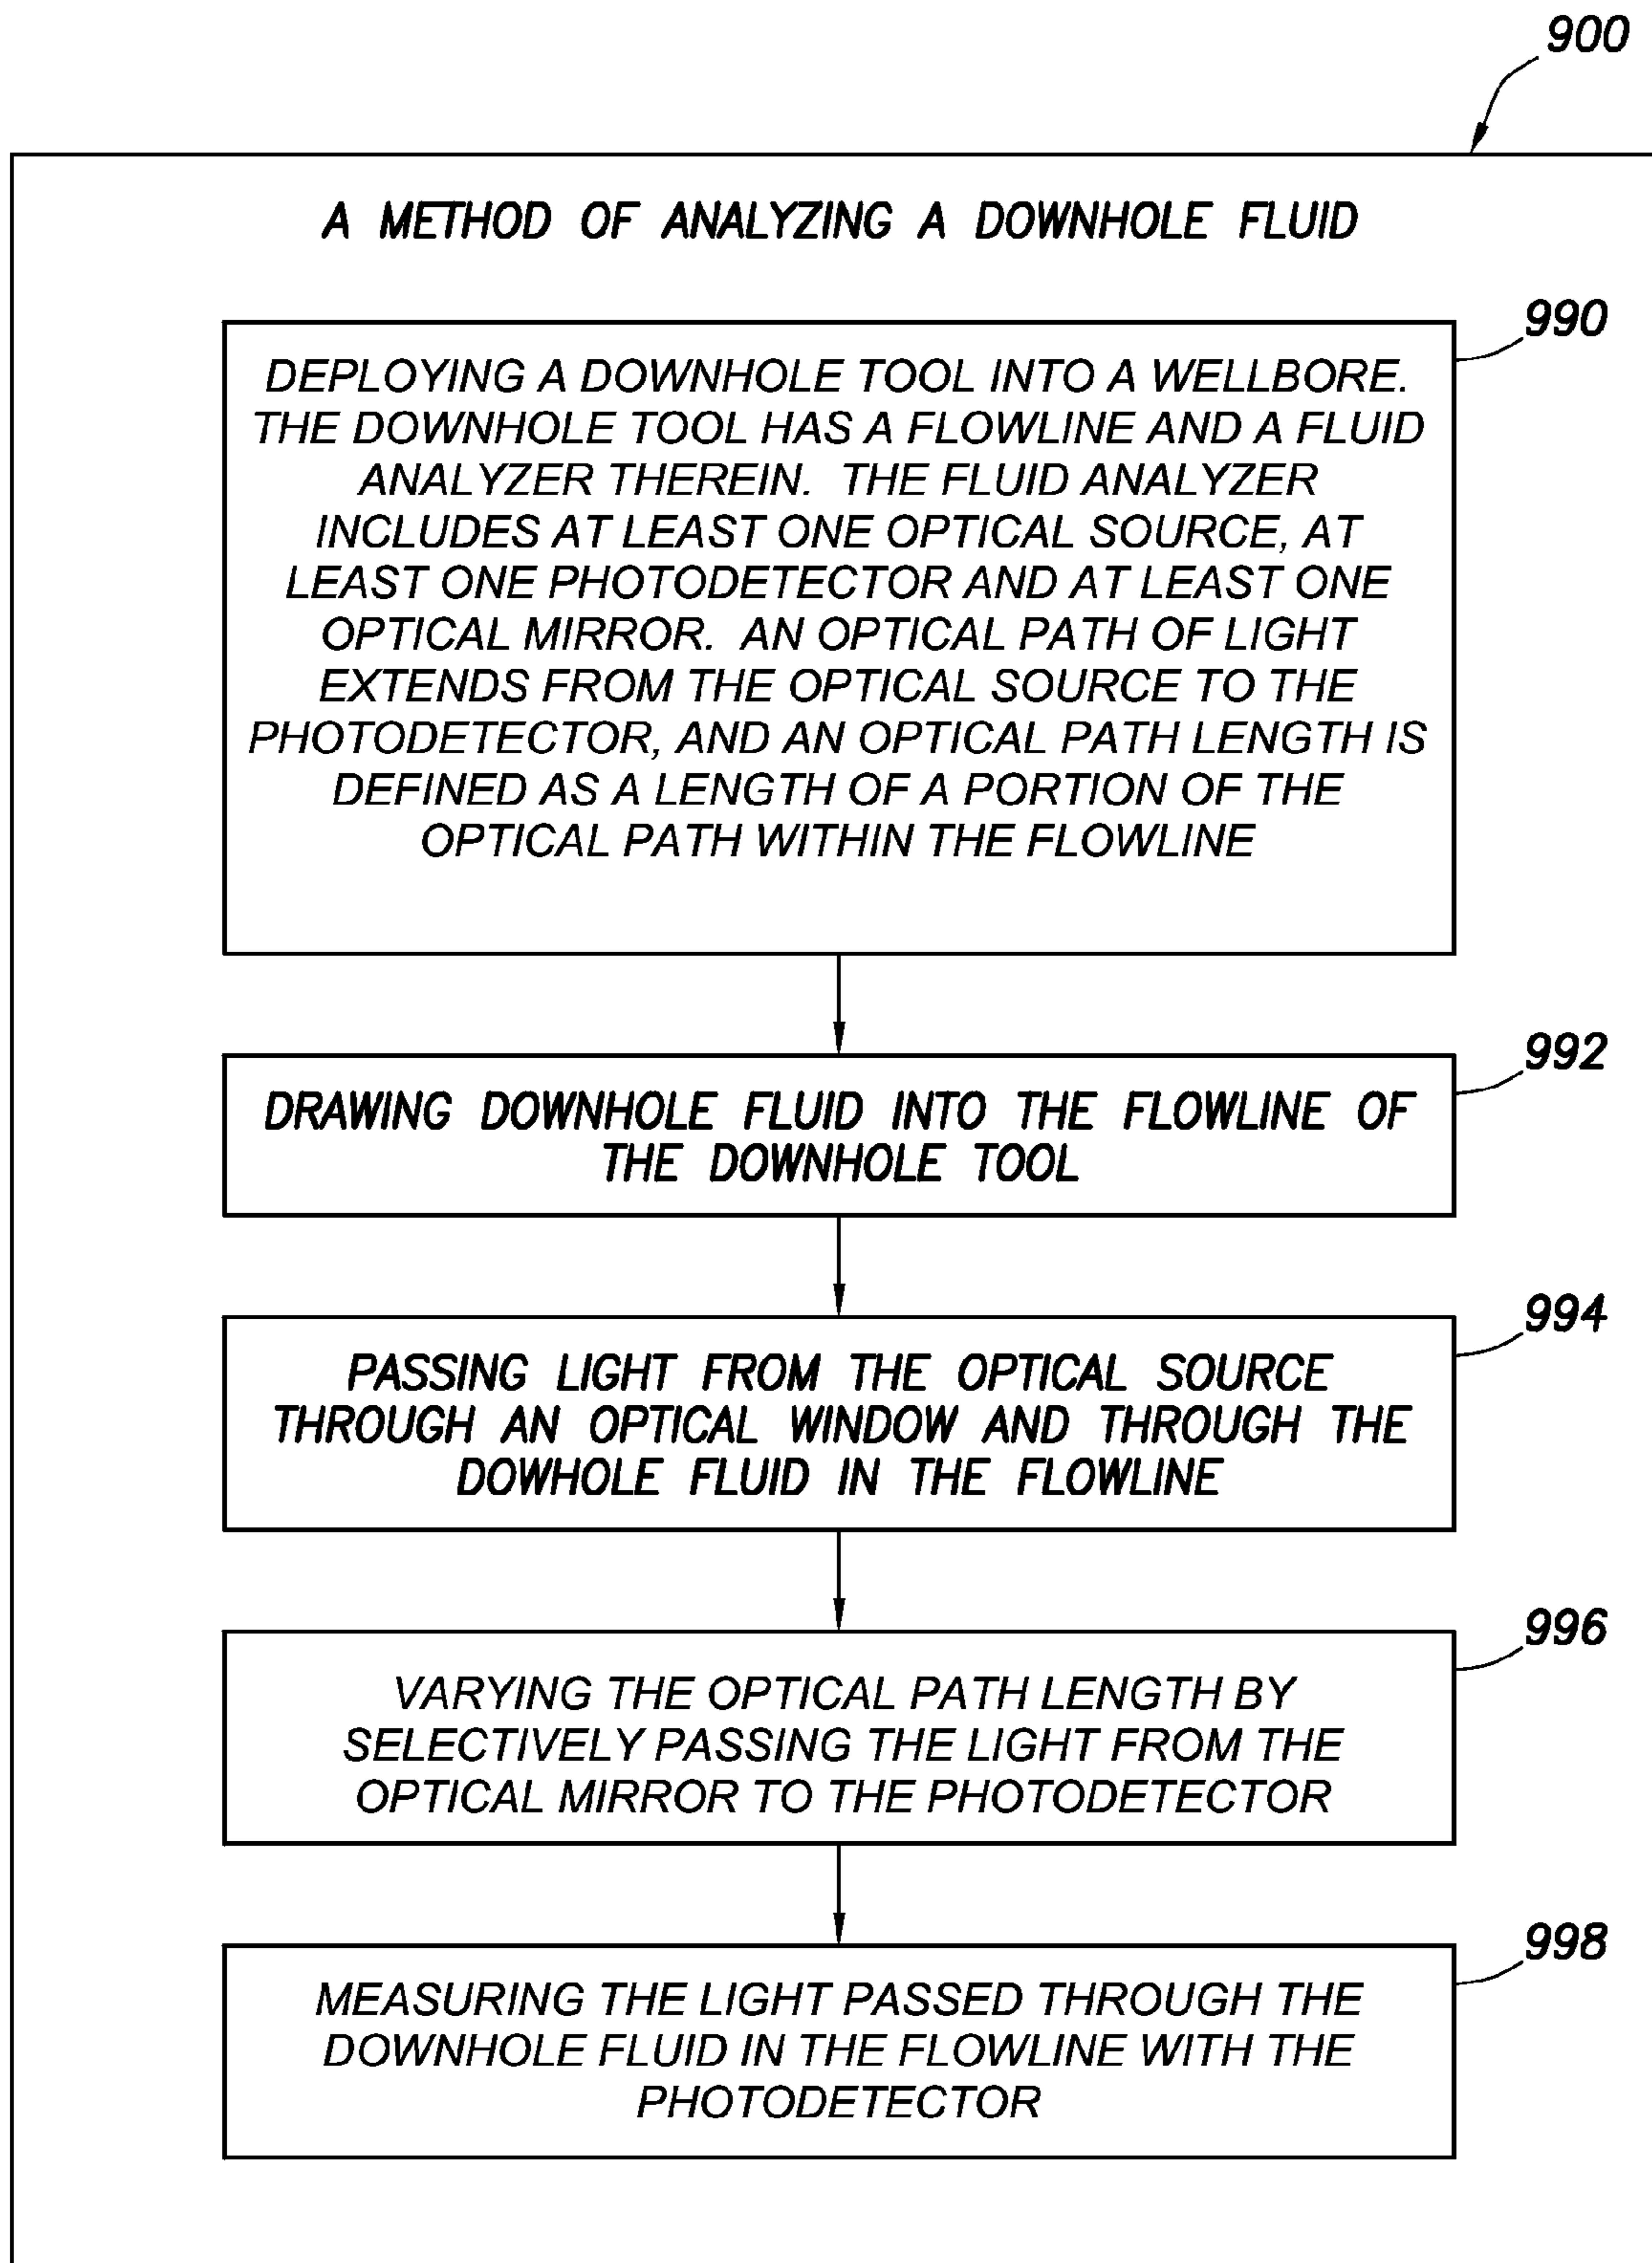 900
A METHOD OF ANALYZING A DOWNHOLE FLUID
990
DEPLOYING A DOWNHOLE TOOL INTO A WELLBORE.
THE DOWNHOLE TOOL HAS A FLOWLINE AND A FLUID
ANALYZER THEREIN. THE FLUID ANALYZER
INCLUDES AT LEAST ONE OPTICAL SOURCE, AT
LEAST ONE PHOTODETECTOR AND AT LEAST ONE
OPTICAL MIRROR. AN OPTICAL PATH OF LIGHT
EXTENDS FROM THE OPTICAL SOURCE TO THE
PHOTODETECTOR, AND AN OPTICAL PATH LENGTH IS
DEFINED AS A LENGTH OF A PORTION OF THE
OPTICAL PATH WITHIN THE FLOWLINE
992
DRAWING DOWNHOLE FLUID INTO THE FLOWLINE OF
THE DOWNHOLE TOOL
994
PASSING LIGHT FROM THE OPTICAL SOURCE
THROUGH AN OPTICAL WINDOW AND THROUGH THE
DOWHOLE FLUID IN THE FLOWLINE
996
VARYING THE OPTICAL PATH LENGTH BY
SELECTIVELY PASSING THE LIGHT FROM THE
OPTICAL MIRROR TO THE PHOTODETECTOR
998
MEASURING THE LIGHT PASSED THROUGH THE
DOWNHOLE FLUID IN THE FLOWLINE WITH THE
PHOTODETECTOR